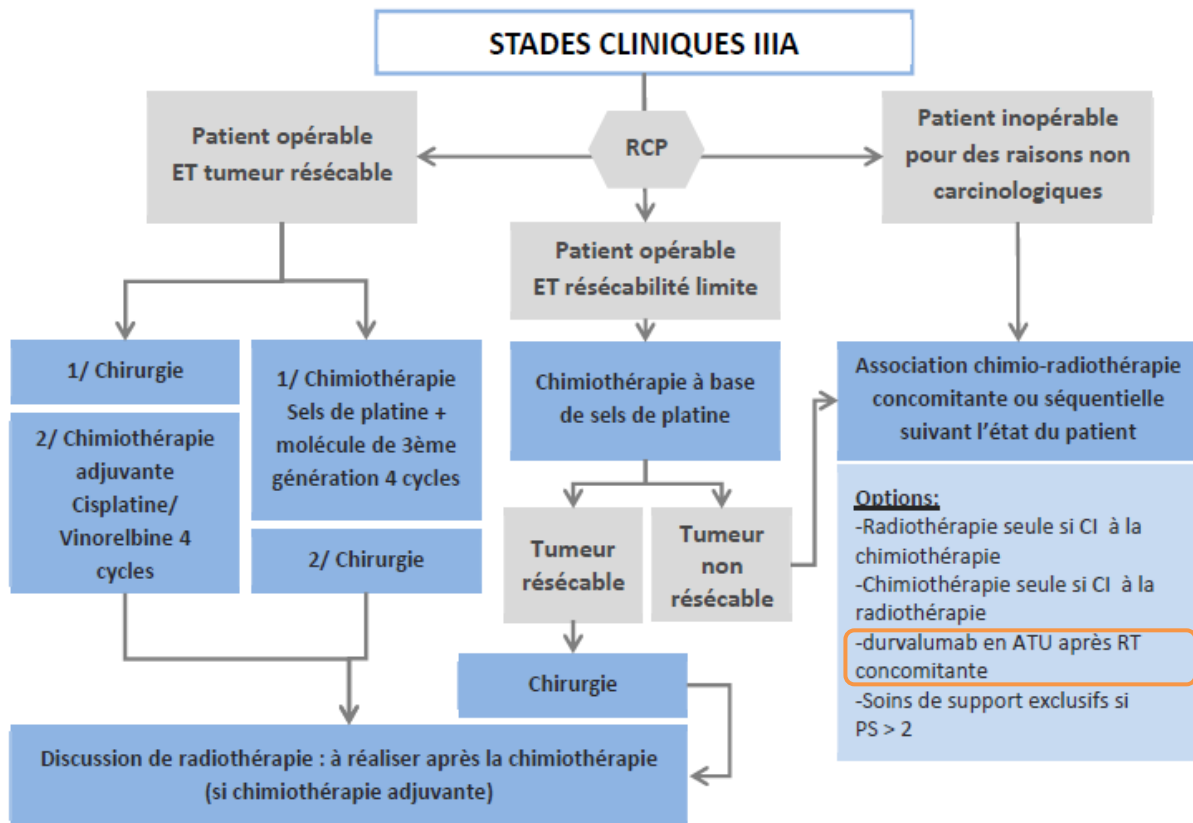 STADES CLINIQUES IIIA
Patient opérable
ET tumeur résécable
RCP
Patient inopérable
pour des raisons non
carcinologiques
Patient opérable
ET résécabilité limite
1/ Chirurgie
2/ Chimiothérapie
adjuvante
Cisplatine/
Vinorelbine 4
cycles
1/ Chimiothérapie
Sels de platine +
molécule de 3ème
génération 4 cycles
2/ Chirurgie
Chimiothérapie à base
de sels de platine
Tumeur
résécable
Tumeur
non
résécable
Chirurgie
Association chimio-radiothérapie
concomitante ou séquentielle
suivant l'état du patient
Options:
-Radiothérapie seule si CI à la
chimiothérapie
-Chimiothérapie seule si CI à la
radiothérapie
-durvalumab en ATU après RT
concomitante
-Soins de support exclusifs si
PS > 2
Discussion de radiothérapie : à réaliser après la chimiothérapie
(si chimiothérapie adjuvante)